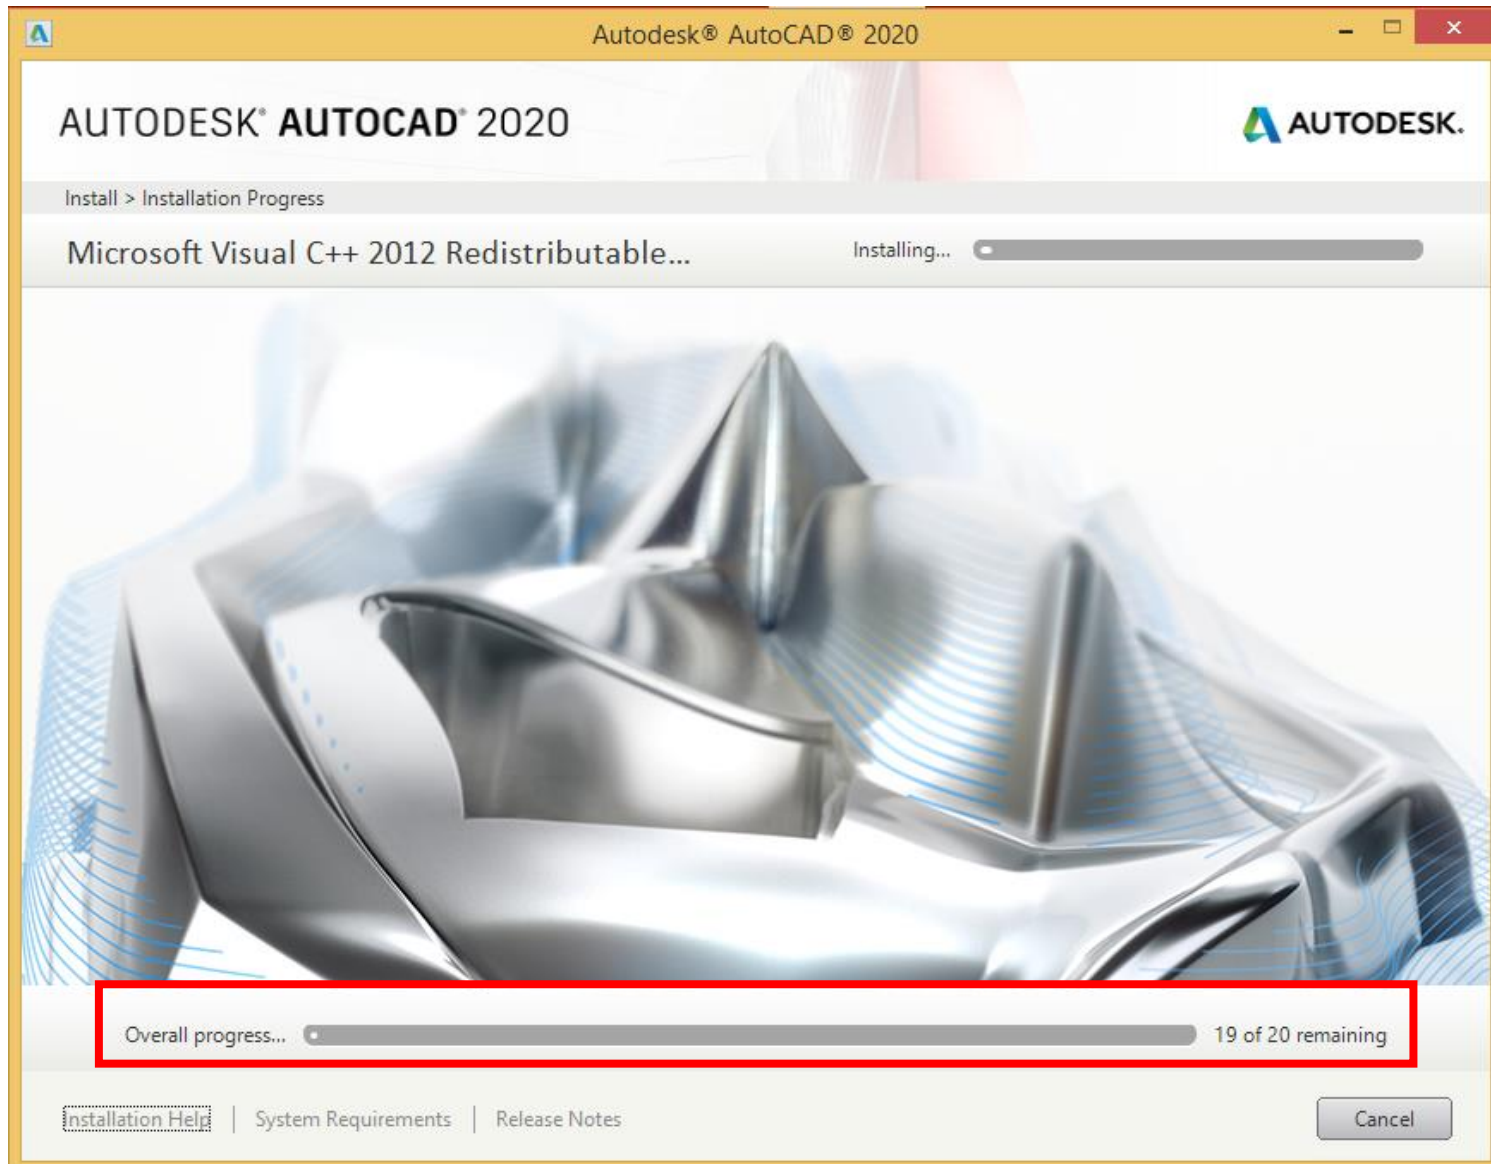 Autodesk® AutoCAD® 2020
AUTODESK® AUTOCAD® 2020
AUTODESK.
Install > Installation Progress
Microsoft Visual C++ 2012 Redistributable...
Installing...
Overall progress...
19 of 20 remaining
Installation Help
System Requirements
Release Notes
Cancel